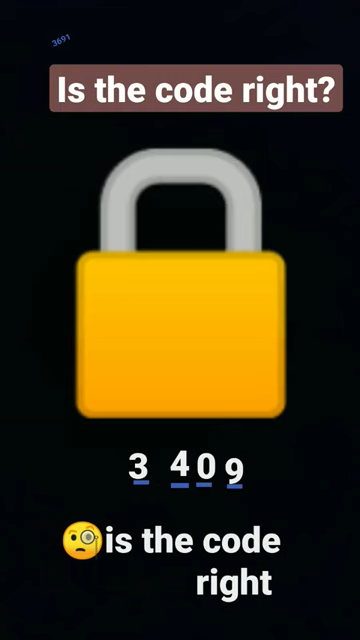 3691
Is the code right?
3 4 0 9
🧐is the code
right